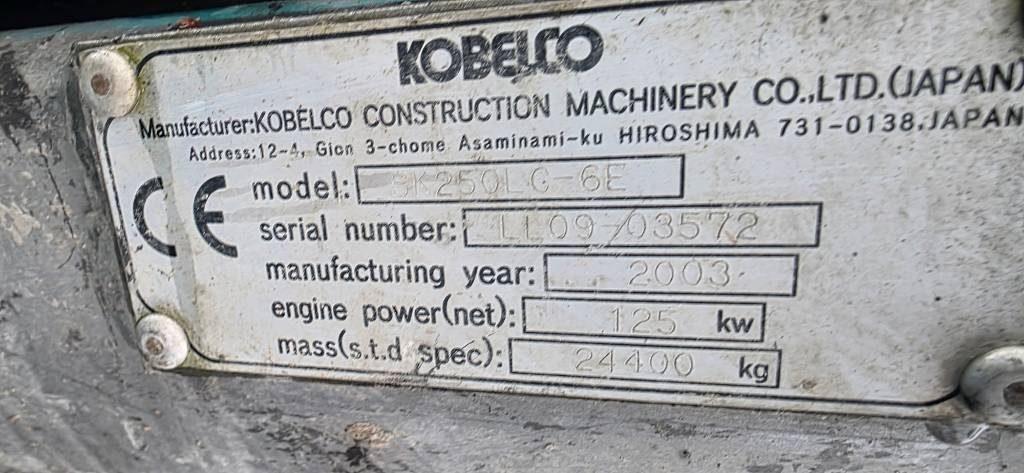 KOBELCO
Manufacturer:KOBELCO CONSTRUCTION MACHINERY CO.,LTD.(JAPAN)
Address:12-4, Gion 3-chome Asaminami-ku HIROSHIMA 731-0138,JAPAN
CE
model: SK250LC-6E
serial number: LL09-03572
manufacturing year: 2003
engine power(net): 125 kw
mass(s.t.d spec): 24400 kg